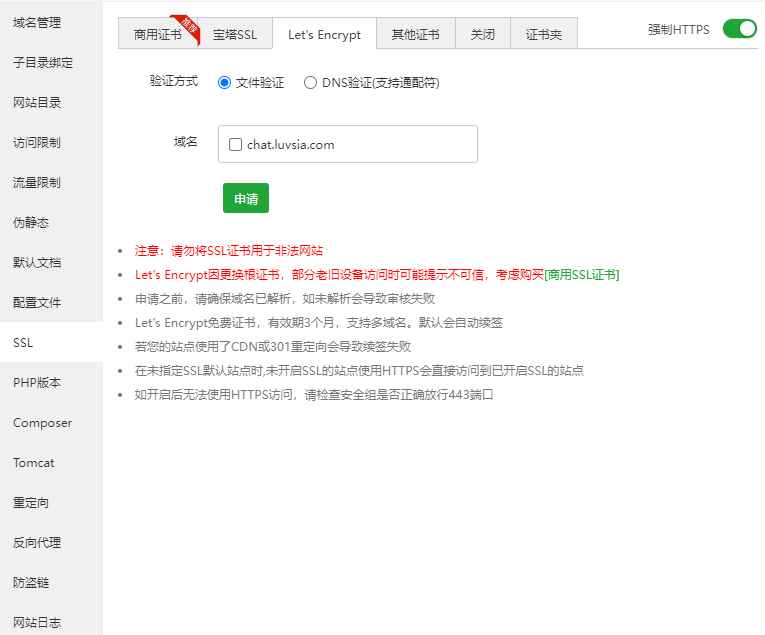 域名管理
子目录绑定
网站目录
访问限制
流量限制
伪静态
默认文档
配置文件
SSL
PHP版本
Composer
Tomcat
重定向
反向代理
防盗链
网站日志
商用证书 推荐 宝塔SSL Let's Encrypt 其他证书 关闭 证书夹 强制HTTPS
验证方式 文件验证 DNS验证(支持通配符)
域名 chat.luvsia.com
申请
注意：请勿将SSL证书用于非法网站
Let's Encrypt因更换根证书，部分老旧设备访问时可能提示不可信，考虑购买[商用SSL证书]
申请之前，请确保域名已解析，如未解析会导致审核失败
Let's Encrypt免费证书，有效期3个月，支持多域名。默认会自动续签
若您的站点使用了CDN或301重定向会导致续签失败
在未指定SSL默认站点时,未开启SSL的站点使用HTTPS会直接访问到已开启SSL的站点
如开启后无法使用HTTPS访问，请检查安全组是否正确放行443端口